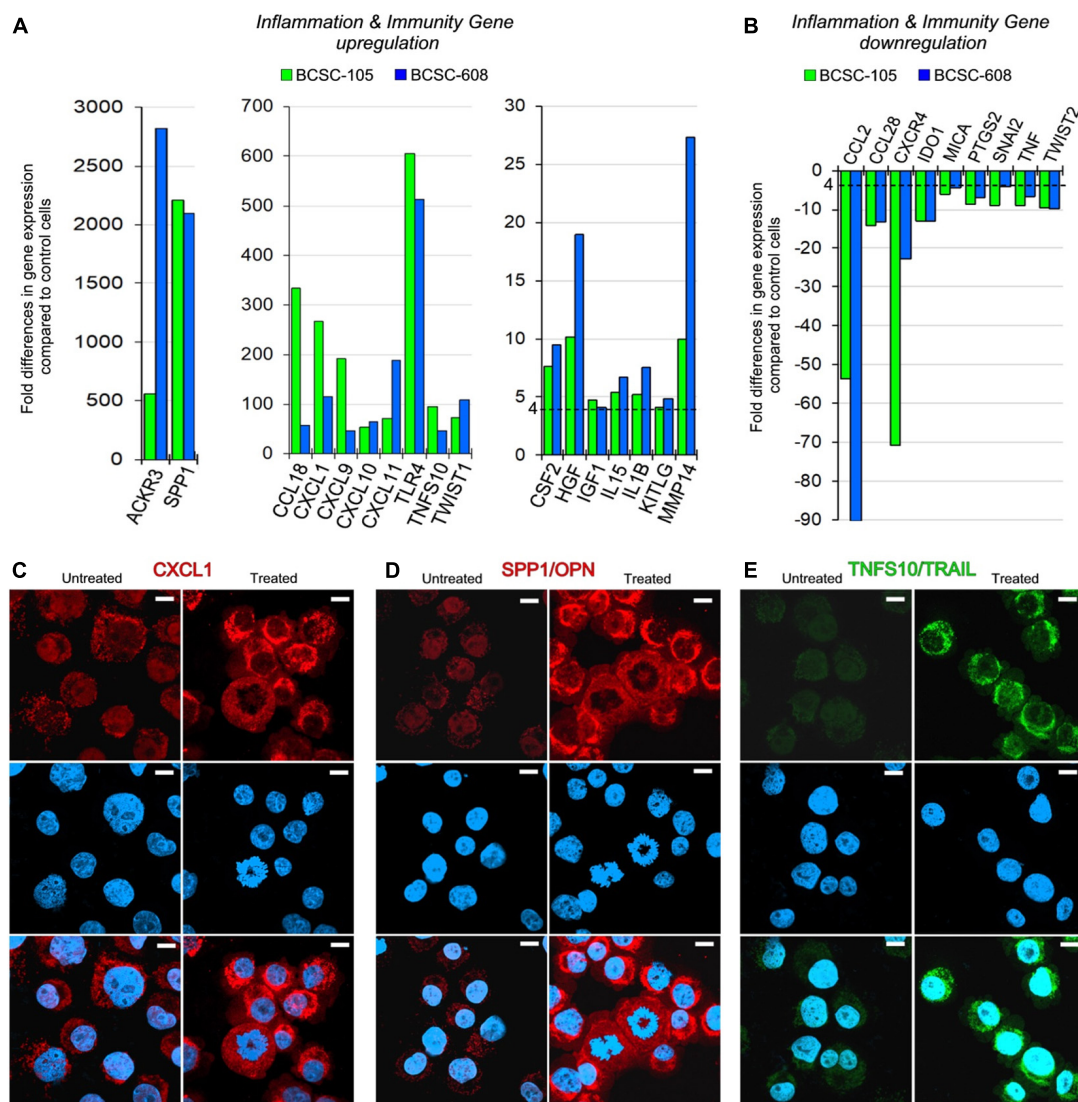 A
Inflammation & Immunity Gene
upregulation
BCSC-105 BCSC-608
Fold differences in gene expression
compared to control cells
3000
2500
2000
1500
1000
500
0
ACKR3
SPP1
700
600
500
400
300
200
100
0
CCL18
CXCL1
CXCL9
CXCL10
CXCL11
TLR4
TNFS10
TWIST1
30
25
20
15
10
5
4
0
CSF2
HGF
IGF1
IL15
IL1B
KITLG
MMP14
B
Inflammation & Immunity Gene
downregulation
BCSC-105 BCSC-608
Fold differences in gene expression
compared to control cells
CCL2
CCL28
CXCR4
IDO1
MICA
PTGS2
SNAI2
TNF
TWIST2
0
4
-10
-20
-30
-40
-50
-60
-70
-80
-90
C
CXCL1
Untreated Treated
D
SPP1/OPN
Untreated Treated
E
TNFS10/TRAIL
Untreated Treated